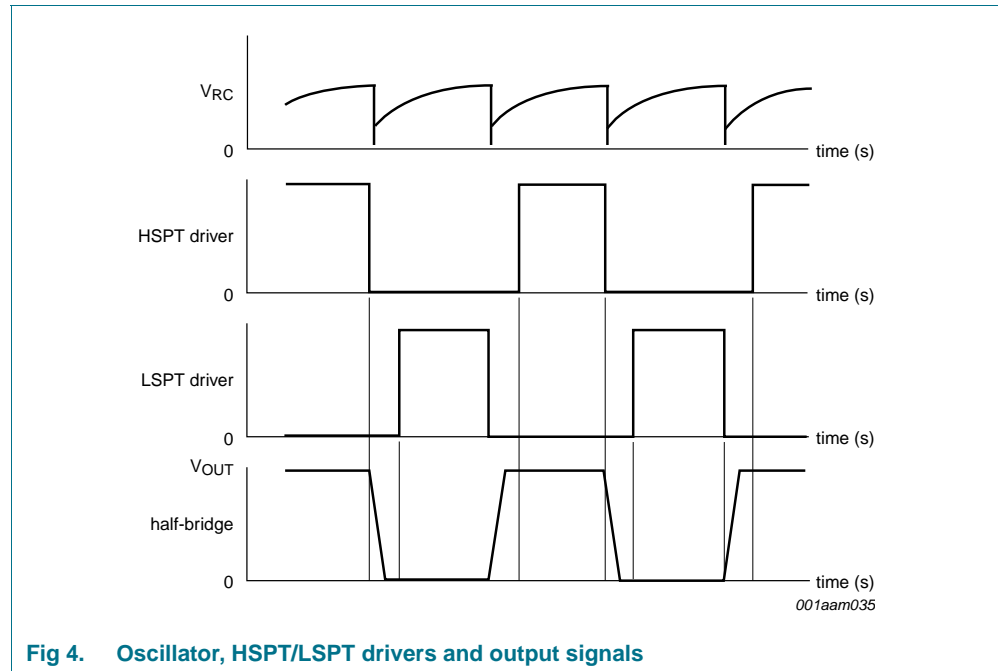 VRC
0
time (s)
HSPT driver
0
time (s)
LSPT driver
0
time (s)
VOUT
half-bridge
0
time (s)
001aam035
Fig 4. Oscillator, HSPT/LSPT drivers and output signals